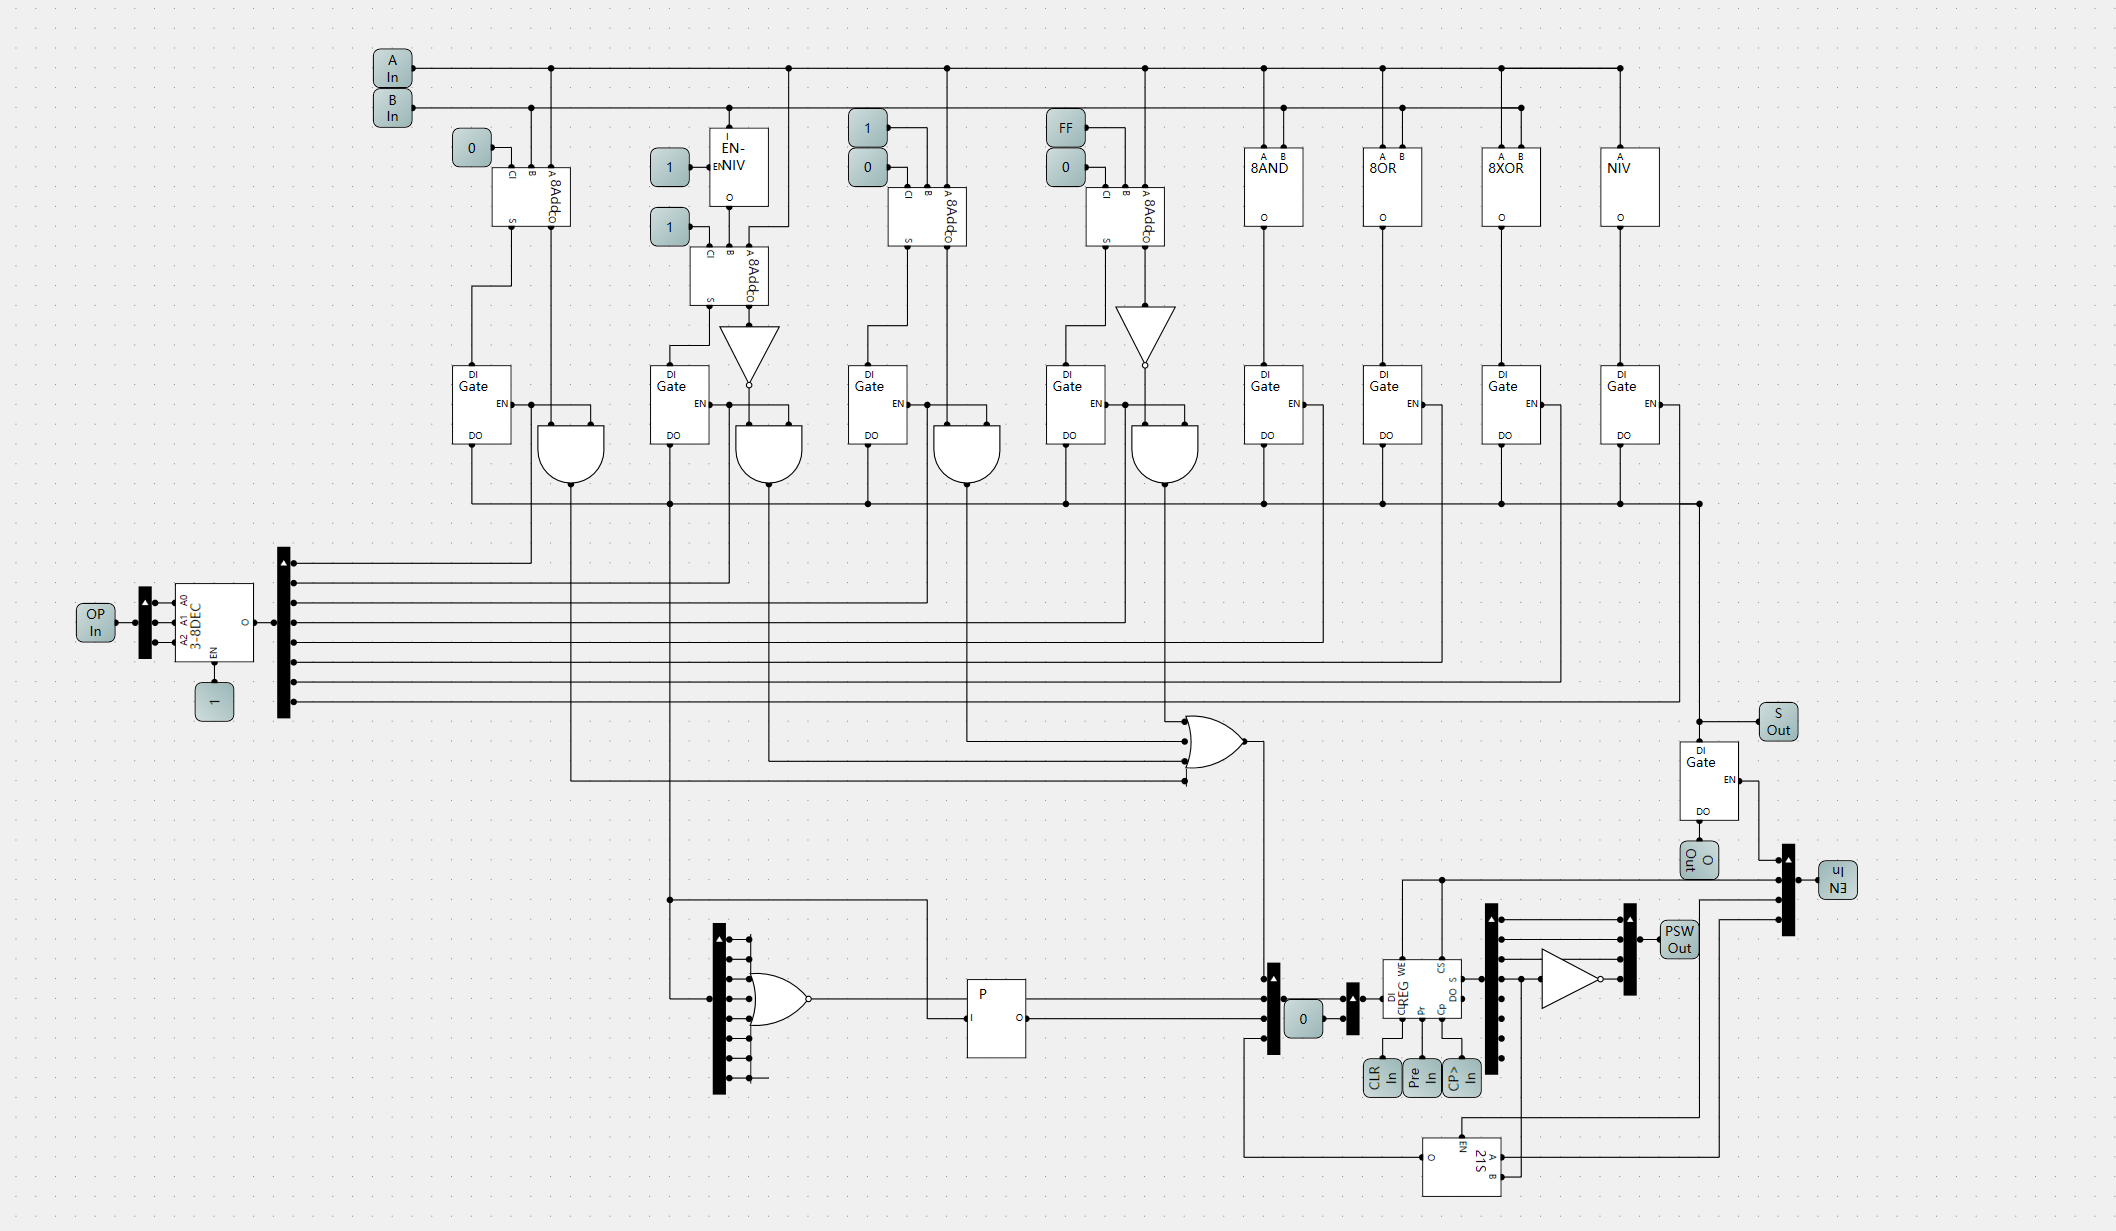 A
In
B
In
0
CI
B
A
8Add
S
CO
1
I
EN-
EN
NIV
O
1
CI
B
A
8Add
S
CO
1
0
CI
B
A
8Add
S
CO
FF
0
CI
B
A
8Add
S
CO
A B
8AND
O
A B
8OR
O
A B
8XOR
O
A
NIV
O
DI
Gate
EN
DO
DI
Gate
EN
DO
DI
Gate
EN
DO
DI
Gate
EN
DO
DI
Gate
EN
DO
DI
Gate
EN
DO
DI
Gate
EN
DO
DI
Gate
EN
DO
OP
In
A0
A1
A2
3-8DEC
O
EN
1
S
Out
DI
Gate
EN
DO
O
Out
EN
In
PSW
Out
P
I
O
0
WE
CS
DI
REG
S
DO
CLR
Pr
Cp
CLR
In
Pre
In
CP>
In
EN
21S
A
B
O